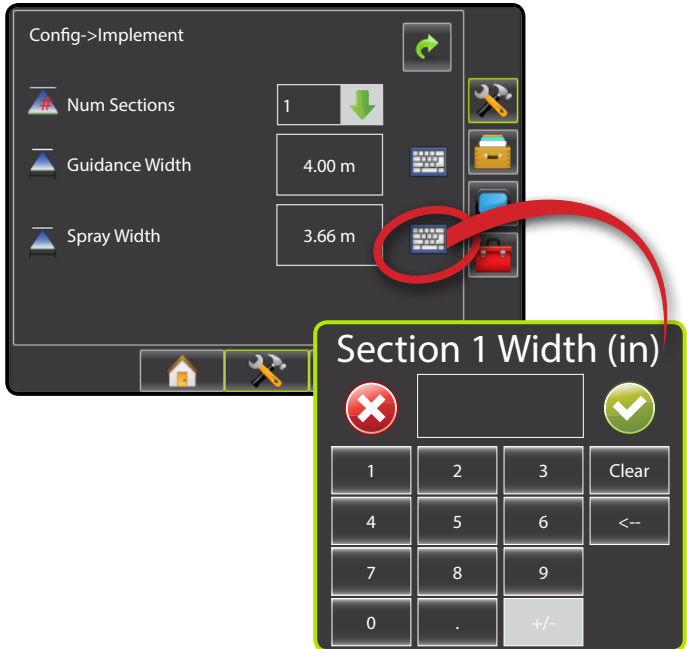 Config->Implement
Num Sections
1
Guidance Width
4.00 m
Spray Width
3.66 m
Section 1 Width (in)
1 2 3 Clear
4 5 6 <--
7 8 9
0 . +/-